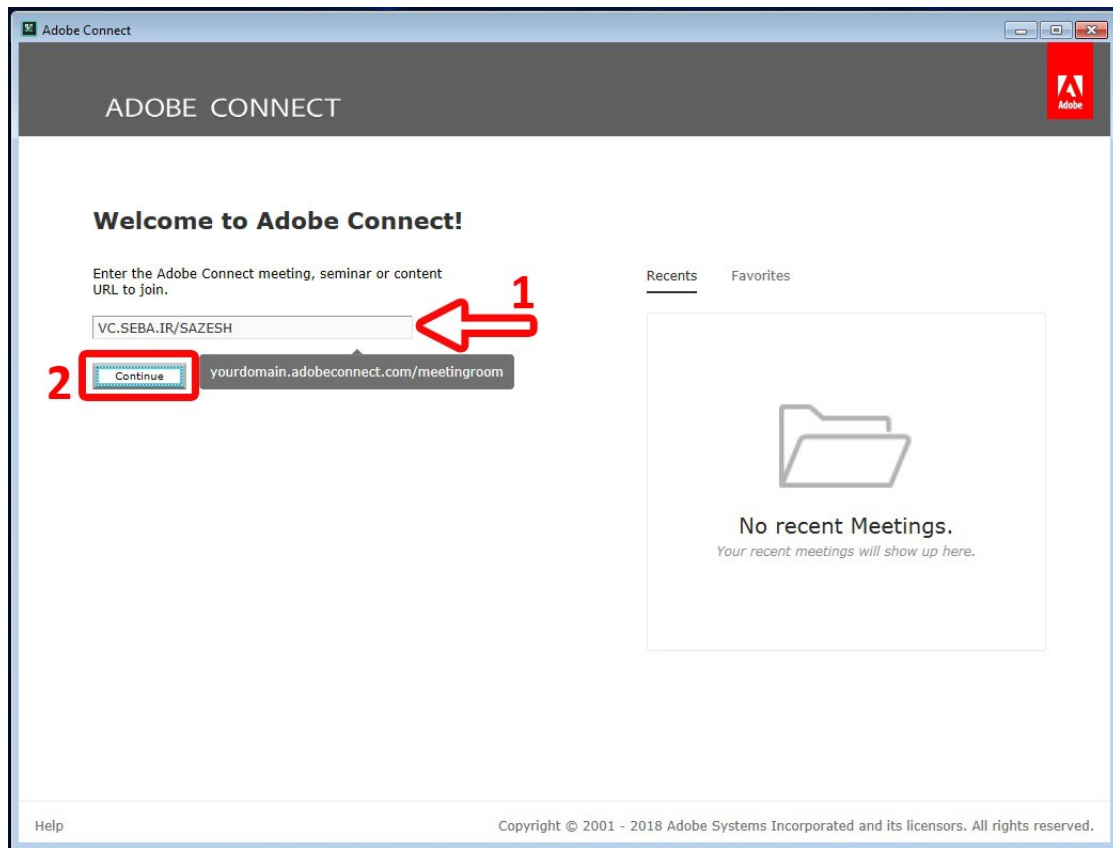 Adobe Connect
ADOBE CONNECT
Adobe
Welcome to Adobe Connect!
Enter the Adobe Connect meeting, seminar or content
URL to join.
1
VC.SEBA.IR/SAZESH
2
Continue
yourdomain.adobeconnect.com/meetingroom
Recents
Favorites
No recent Meetings.
Your recent meetings will show up here.
Help
Copyright © 2001 - 2018 Adobe Systems Incorporated and its licensors. All rights reserved.